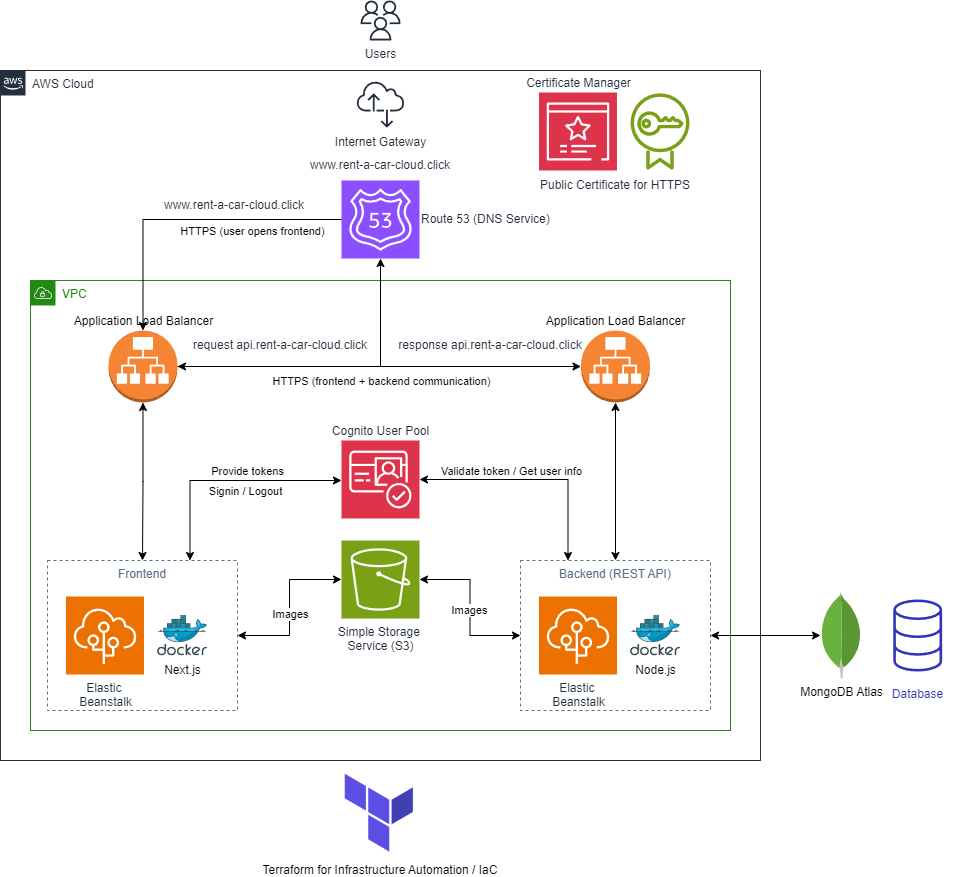 Users
aws
AWS Cloud
Certificate Manager
Internet Gateway
www.rent-a-car-cloud.click
Public Certificate for HTTPS
www.rent-a-car-cloud.click
53
Route 53 (DNS Service)
HTTPS (user opens frontend)
VPC
Application Load Balancer
Application Load Balancer
request api.rent-a-car-cloud.click
response api.rent-a-car-cloud.click
HTTPS (frontend + backend communication)
Cognito User Pool
Provide tokens
Signin / Logout
Validate token / Get user info
Frontend
docker
Next.js
Elastic
Beanstalk
Images
Simple Storage
Service (S3)
Images
Backend (REST API)
docker
Node.js
Elastic
Beanstalk
MongoDB Atlas
Database
Terraform for Infrastructure Automation / IaC